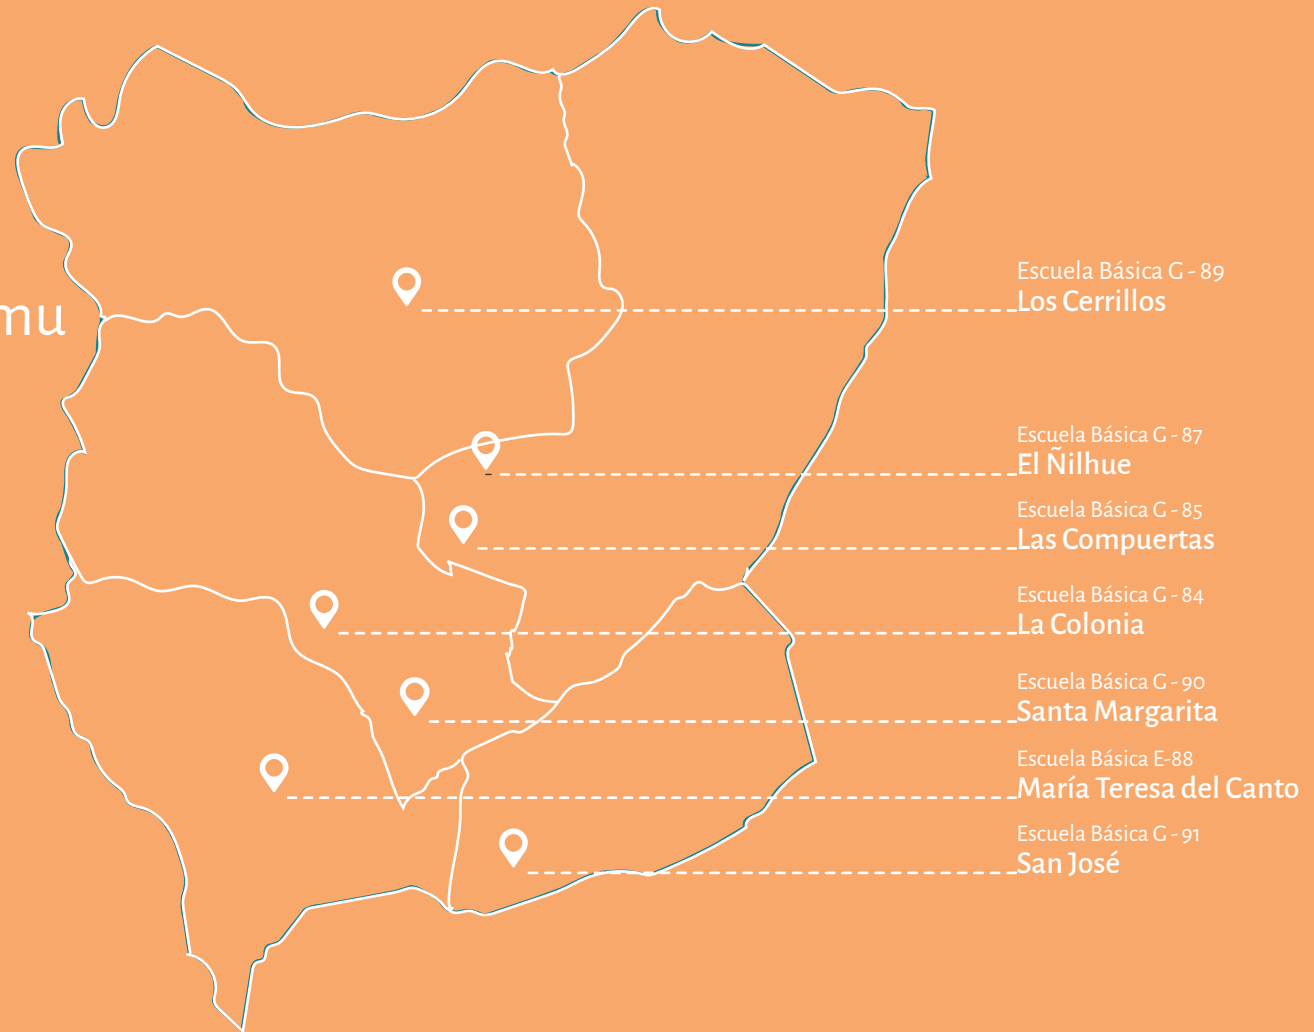 Escuela Básica G - 89
Los Cerrillos
mu
Escuela Básica G - 87
El Ñilhue
Escuela Básica G - 85
Las Compuertas
Escuela Básica G - 84
La Colonia
Escuela Básica G - 90
Santa Margarita
Escuela Básica E-88
María Teresa del Canto
Escuela Básica G - 91
San José